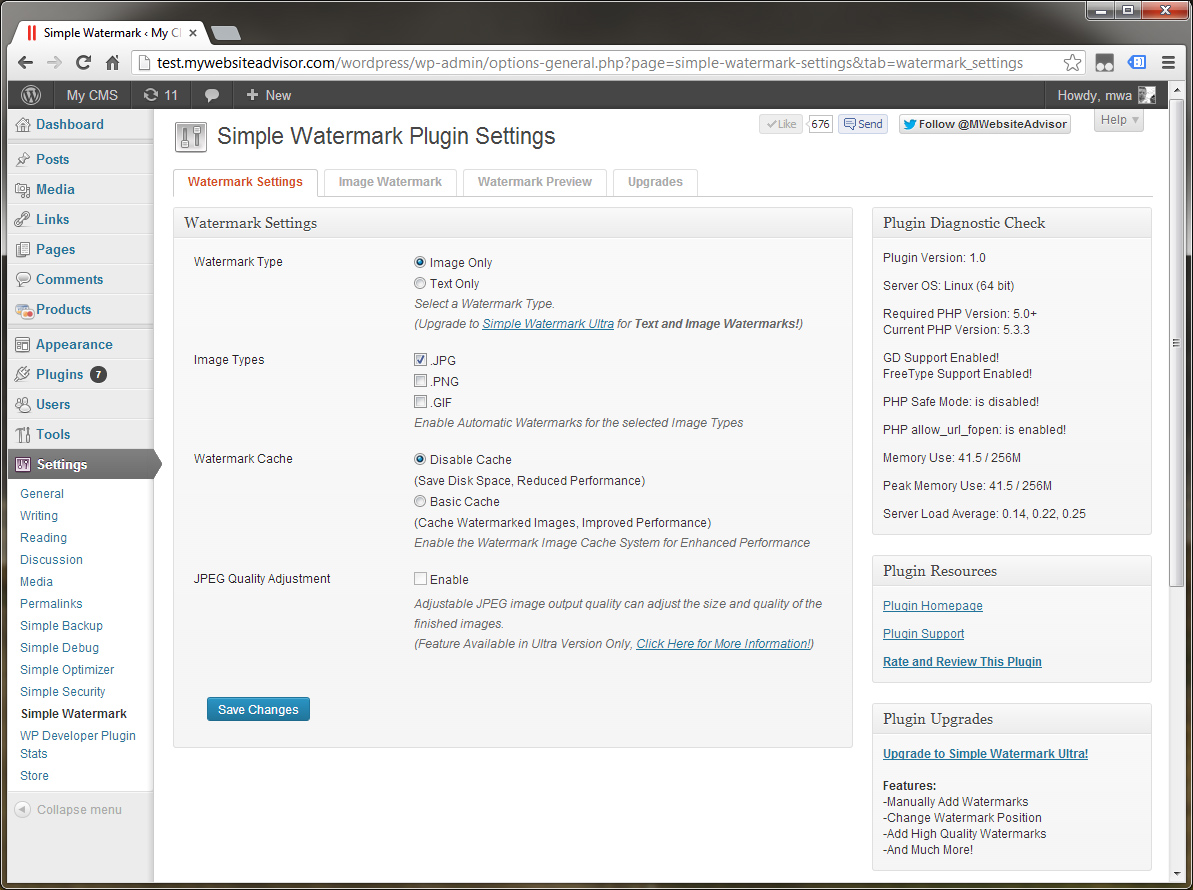 Simple Watermark ‹ My C
test.mywebsiteadvisor.com/wordpress/wp-admin/options-general.php?page=simple-watermark-settings&tab=watermark_settings
My CMS 11 + New Howdy, mwa
Dashboard
Posts
Media
Links
Pages
Comments
Products
Appearance
Plugins 7
Users
Tools
Settings
General
Writing
Reading
Discussion
Media
Permalinks
Simple Backup
Simple Debug
Simple Optimizer
Simple Security
Simple Watermark
WP Developer Plugin
Stats
Store
Collapse menu
Simple Watermark Plugin Settings
Like 676 Send Follow @MWebsiteAdvisor Help
Watermark Settings Image Watermark Watermark Preview Upgrades
Watermark Settings
Watermark Type
Image Only
Text Only
Select a Watermark Type.
(Upgrade to Simple Watermark Ultra for Text and Image Watermarks!)
Image Types
.JPG
.PNG
.GIF
Enable Automatic Watermarks for the selected Image Types
Watermark Cache
Disable Cache
(Save Disk Space, Reduced Performance)
Basic Cache
(Cache Watermarked Images, Improved Performance)
Enable the Watermark Image Cache System for Enhanced Performance
JPEG Quality Adjustment
Enable
Adjustable JPEG image output quality can adjust the size and quality of the
finished images.
(Feature Available in Ultra Version Only, Click Here for More Information!)
Save Changes
Plugin Diagnostic Check
Plugin Version: 1.0
Server OS: Linux (64 bit)
Required PHP Version: 5.0+
Current PHP Version: 5.3.3
GD Support Enabled!
FreeType Support Enabled!
PHP Safe Mode: is disabled!
PHP allow_url_fopen: is enabled!
Memory Use: 41.5 / 256M
Peak Memory Use: 41.5 / 256M
Server Load Average: 0.14, 0.22, 0.25
Plugin Resources
Plugin Homepage
Plugin Support
Rate and Review This Plugin
Plugin Upgrades
Upgrade to Simple Watermark Ultra!
Features:
-Manually Add Watermarks
-Change Watermark Position
-Add High Quality Watermarks
-And Much More!